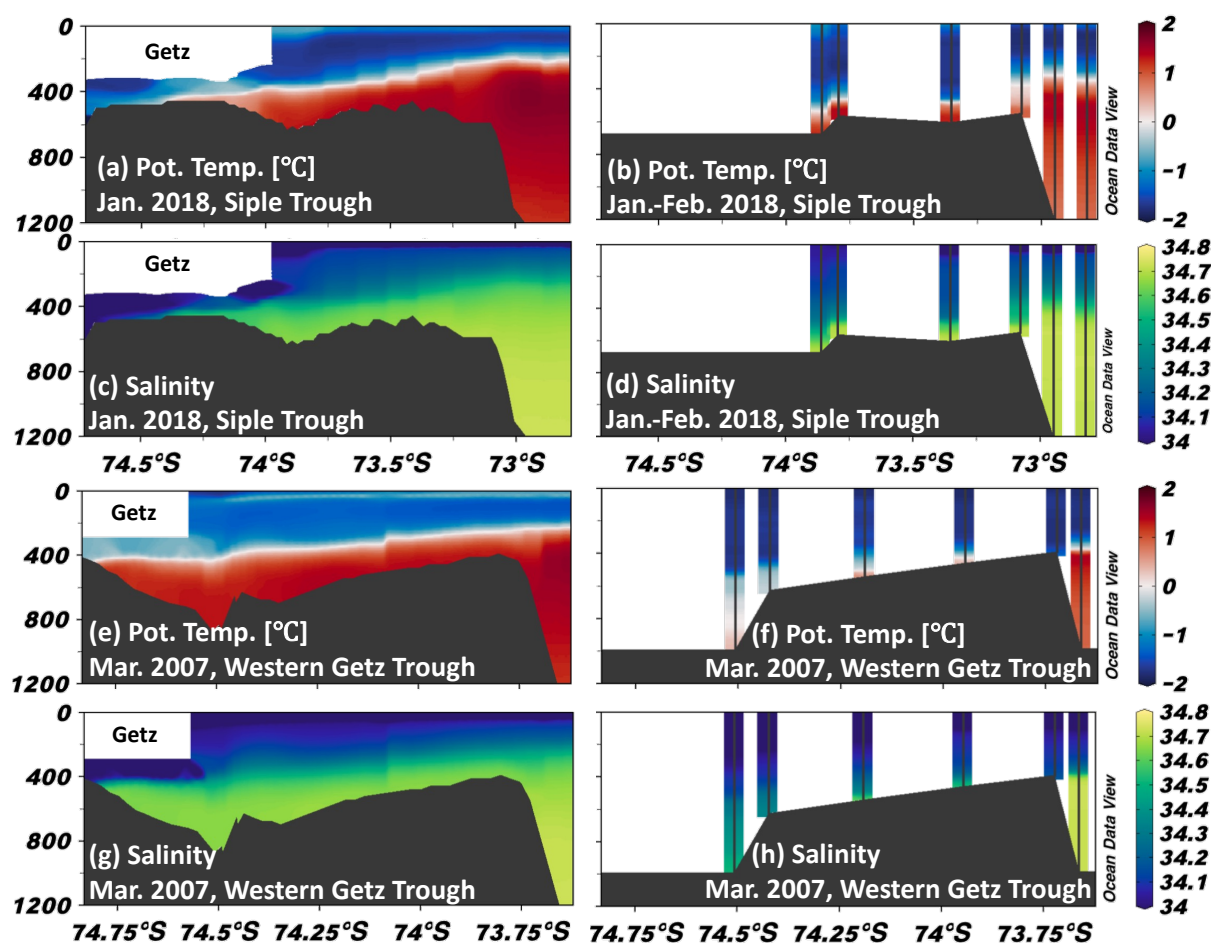 0
400
800
1200
Getz
(a) Pot. Temp. [℃]
Jan. 2018, Siple Trough
(b) Pot. Temp. [℃]
Jan.-Feb. 2018, Siple Trough
Ocean Data View
2
1
0
−1
−2
0
400
800
1200
Getz
(c) Salinity
Jan. 2018, Siple Trough
(d) Salinity
Jan.-Feb. 2018, Siple Trough
Ocean Data View
34.8
34.7
34.6
34.5
34.4
34.3
34.2
34.1
34
74.5°S 74°S 73.5°S 73°S
74.5°S 74°S 73.5°S 73°S
0
400
800
1200
Getz
(e) Pot. Temp. [℃]
Mar. 2007, Western Getz Trough
(f) Pot. Temp. [℃]
Mar. 2007, Western Getz Trough
Ocean Data View
2
1
0
−1
−2
0
400
800
1200
Getz
(g) Salinity
Mar. 2007, Western Getz Trough
(h) Salinity
Mar. 2007, Western Getz Trough
Ocean Data View
34.8
34.7
34.6
34.5
34.4
34.3
34.2
34.1
34
74.75°S 74.5°S 74.25°S 74°S 73.75°S
74.75°S 74.5°S 74.25°S 74°S 73.75°S